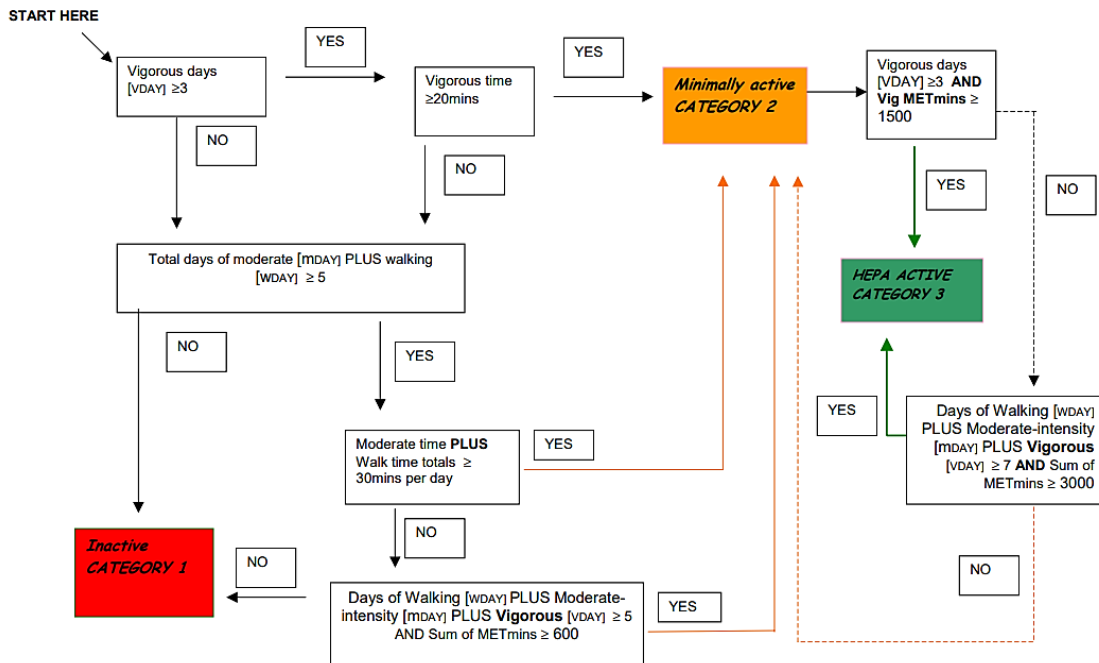 START HERE
YES
YES
Vigorous days
[VDAY] ≥3
Vigorous time
≥20mins
Minimally active
CATEGORY 2
Vigorous days
[VDAY] ≥3 AND
Vig METmins ≥
1500
NO
NO
YES
NO
Total days of moderate [mDAY] PLUS walking
[WDAY] ≥ 5
HEPA ACTIVE
CATEGORY 3
NO
YES
YES
Days of Walking [WDAY]
PLUS Moderate-intensity
[mDAY] PLUS Vigorous
[VDAY] ≥ 7 AND Sum of
METmins ≥ 3000
Moderate time PLUS
Walk time totals ≥
30mins per day
YES
NO
Inactive
CATEGORY 1
NO
NO
Days of Walking [WDAY] PLUS Moderate-
intensity [mDAY] PLUS Vigorous [VDAY] ≥ 5
AND Sum of METmins ≥ 600
YES